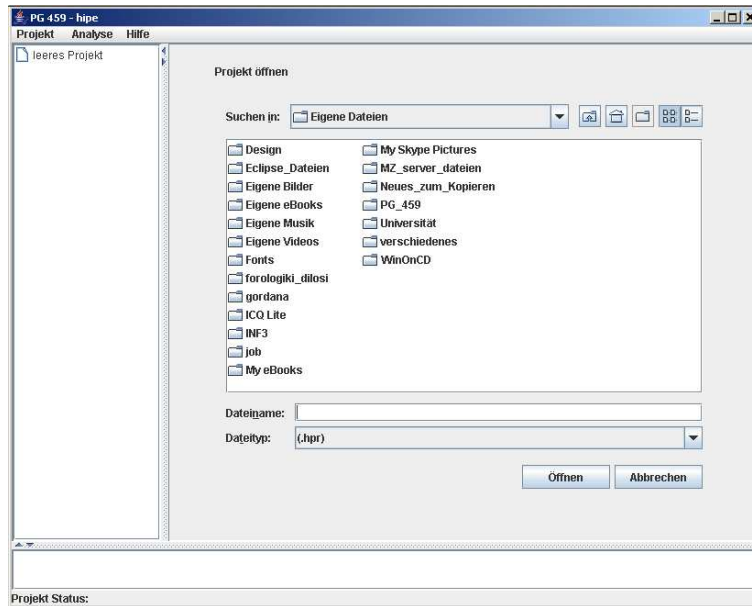 PG 459 - hipe
Projekt Analyse Hilfe
leeres Projekt
Projekt öffnen
Suchen in: Eigene Dateien
Design
Eclipse_Dateien
Eigene Bilder
Eigene eBooks
Eigene Musik
Eigene Videos
Fonts
forologiki_dilosi
gordana
ICQ Lite
INF3
job
My eBooks
My Skype Pictures
MZ_server_dateien
Neues_zum_Kopieren
PG_459
Universität
verschiedenes
WinOnCD
Dateiname:
Dateityp: (.hpr)
Öffnen Abbrechen
Projekt Status: